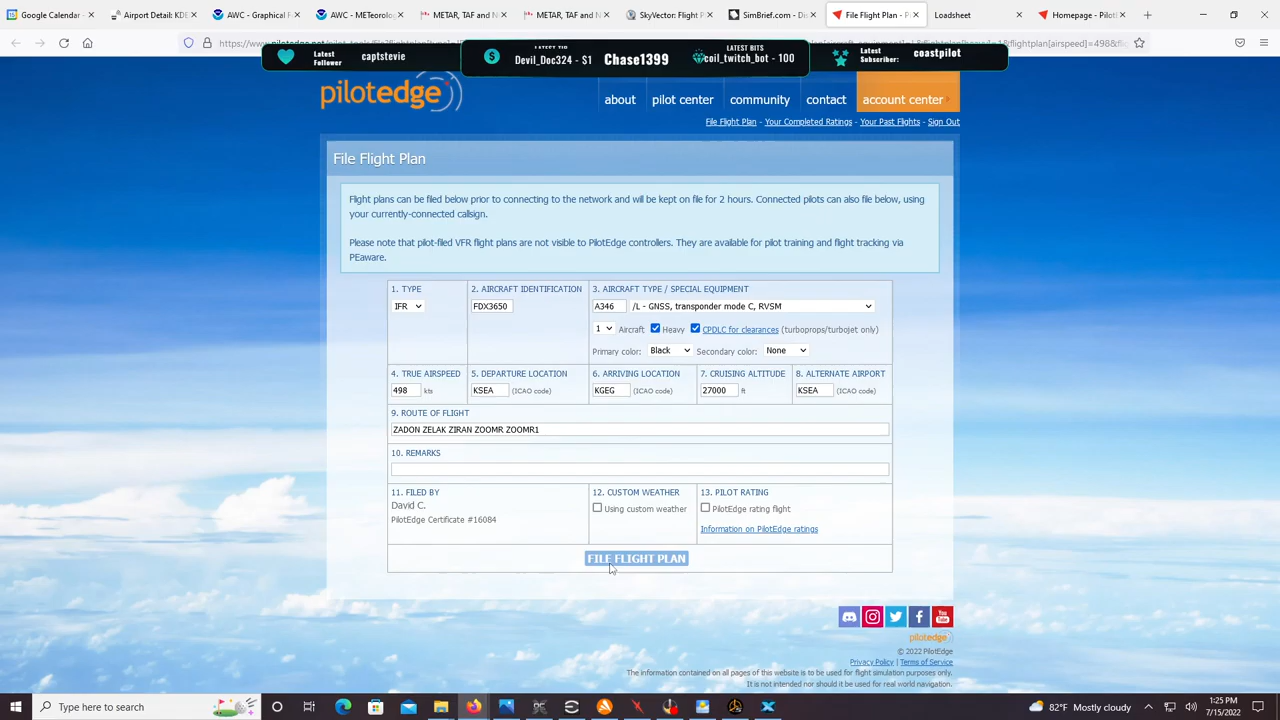 Google Calendar -
Airport Detail: KDE
AWC - Graphical F
AWC - METeorolog
METAR, TAF and N
METAR, TAF and N
SkyVector: Flight P
SimBrief.com - Dis
File Flight Plan - P
Loadsheet
Homepage - PilotE
Latest Follower
captstevie
LATEST TIP
Devil_Doc324 - $1
Chase1399
LATEST BITS
coil_twitch_bot - 100
Latest Subscriber:
coastpilot
pilotedge
about
pilot center
community
contact
account center
File Flight Plan - Your Completed Ratings - Your Past Flights - Sign Out
File Flight Plan
Flight plans can be filed below prior to connecting to the network and will be kept on file for 2 hours. Connected pilots can also file below, using
your currently-connected callsign.
Please note that pilot-filed VFR flight plans are not visible to PilotEdge controllers. They are available for pilot training and flight tracking via
PEaware.
1. TYPE
2. AIRCRAFT IDENTIFICATION
3. AIRCRAFT TYPE / SPECIAL EQUIPMENT
IFR
FDX3650
A346
/L - GNSS, transponder mode C, RVSM
1 Aircraft Heavy CPDLC for clearances (turboprops/turbojet only)
Primary color: Black Secondary color: None
4. TRUE AIRSPEED
5. DEPARTURE LOCATION
6. ARRIVING LOCATION
7. CRUISING ALTITUDE
8. ALTERNATE AIRPORT
498 kts
KSEA (ICAO code)
KGEG (ICAO code)
27000 ft
KSEA (ICAO code)
9. ROUTE OF FLIGHT
ZADON ZELAK ZIRAN ZOOMR ZOOMR1
10. REMARKS
11. FILED BY
12. CUSTOM WEATHER
13. PILOT RATING
David C.
Using custom weather
PilotEdge rating flight
PilotEdge Certificate #16084
Information on PilotEdge ratings
FILE FLIGHT PLAN
pilotedge
© 2022 PilotEdge
Privacy Policy | Terms of Service
The information contained on all pages of this website is to be used for flight simulation purposes only.
It is not intended nor should it be used for real world navigation.
Type here to search
82°F Mostly cloudy
1:25 PM
7/15/2022